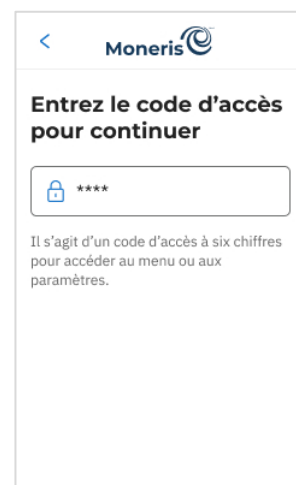 Moneris
Entrez le code d’accès
pour continuer
****
Il s’agit d’un code d’accès à six chiffres
pour accéder au menu ou aux
paramètres.